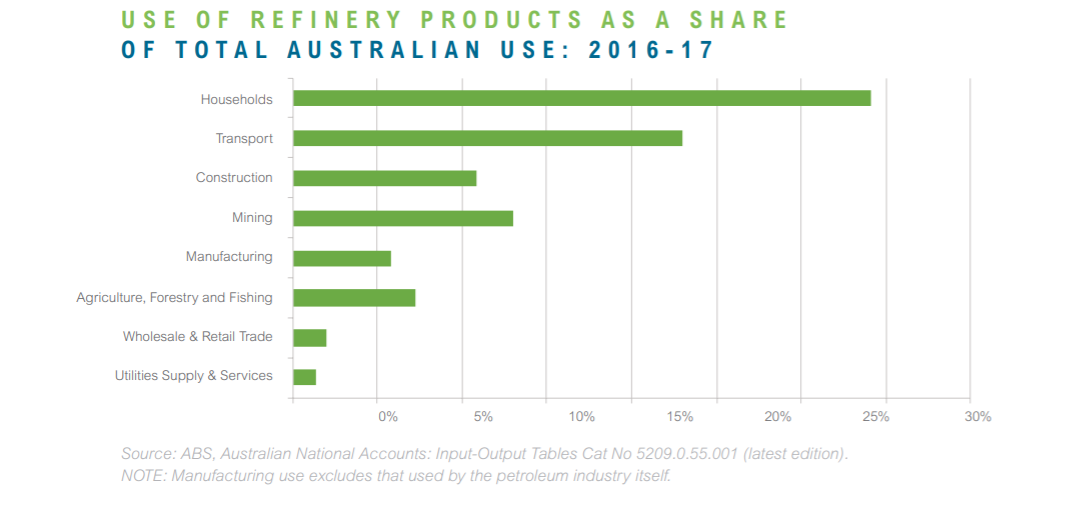 USE OF REFINERY PRODUCTS AS A SHARE
OF TOTAL AUSTRALIAN USE: 2016-17
Households
Transport
Construction
Mining
Manufacturing
Agriculture, Forestry and Fishing
Wholesale & Retail Trade
Utilities Supply & Services
0% 5% 10% 15% 20% 25% 30%
Source: ABS, Australian National Accounts: Input-Output Tables Cat No 5209.0.55.001 (latest edition).
NOTE: Manufacturing use excludes that used by the petroleum industry itself.